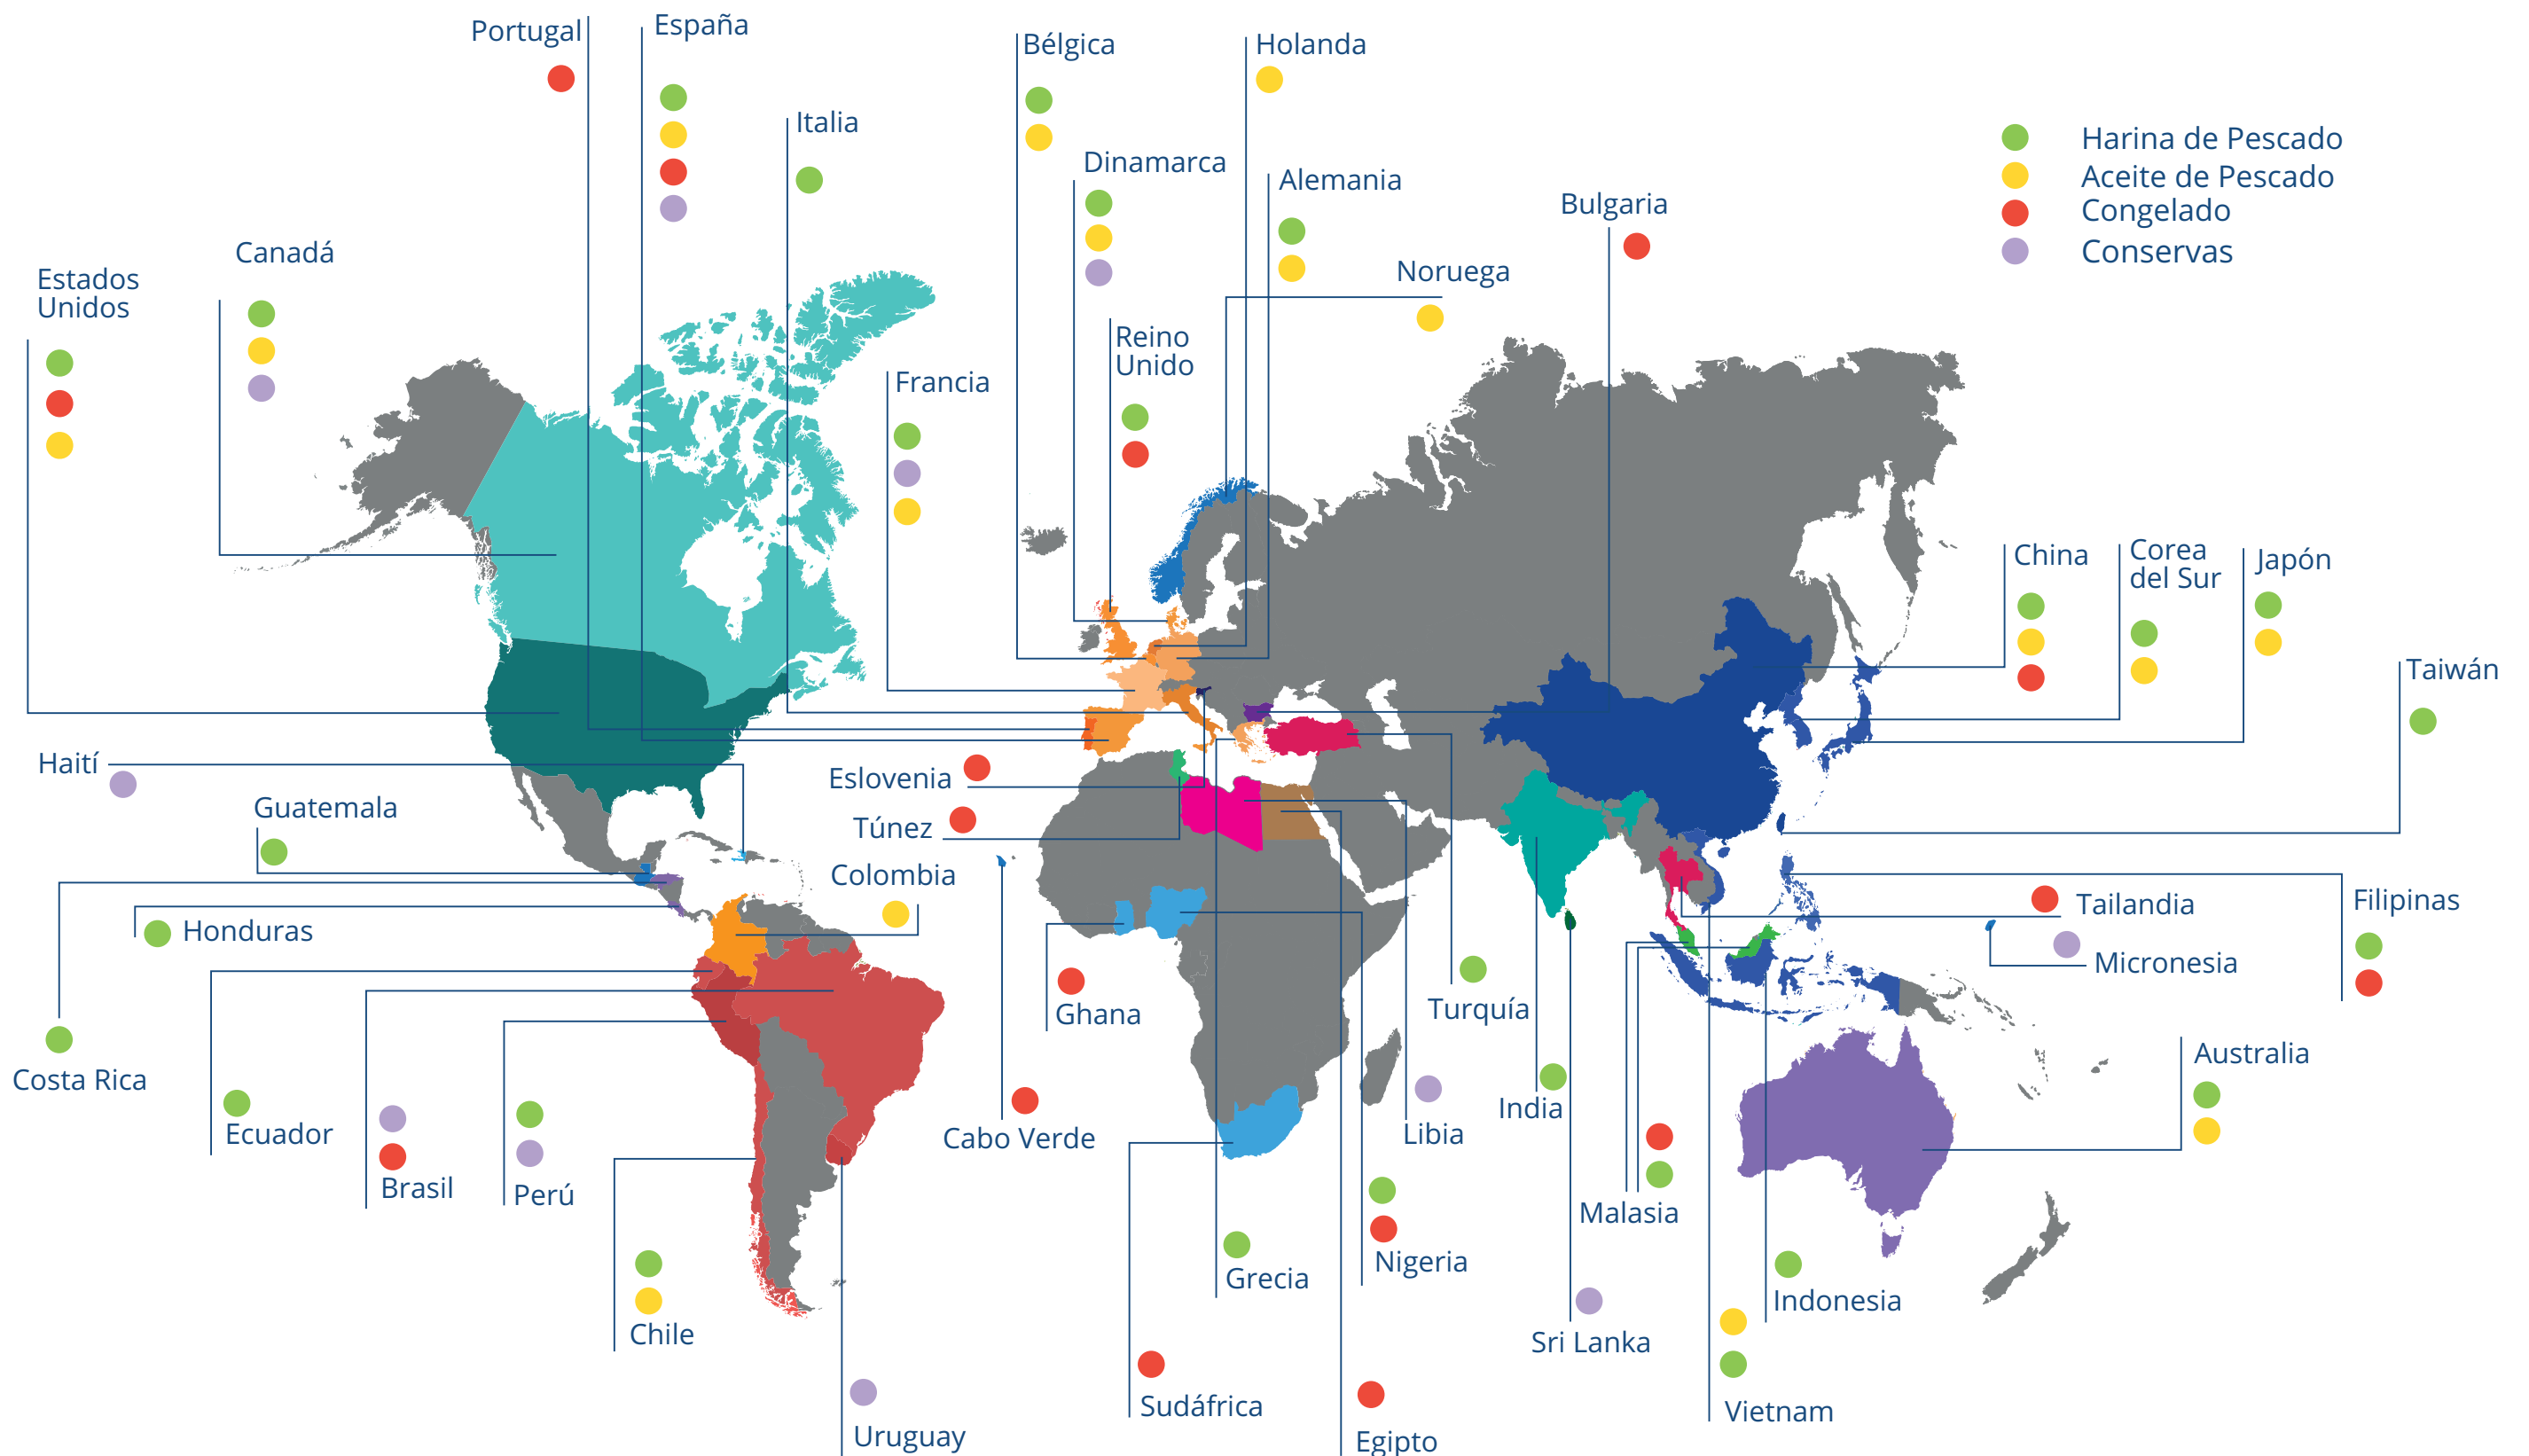 Portugal
España
Bélgica
Holanda
Italia
Dinamarca
Alemania
Bulgaria
Harina de Pescado
Aceite de Pescado
Congelado
Conservas
Canadá
Estados
Unidos
Noruega
Reino
Unido
Francia
China
Corea
del Sur
Japón
Taiwán
Haití
Eslovenia
Guatemala
Túnez
Colombia
Honduras
Tailandia
Filipinas
Micronesia
Costa Rica
Ghana
Turquía
Australia
Ecuador
Brasil
Perú
Cabo Verde
Libia
India
Malasia
Chile
Grecia
Nigeria
Indonesia
Sri Lanka
Uruguay
Sudáfrica
Egipto
Vietnam